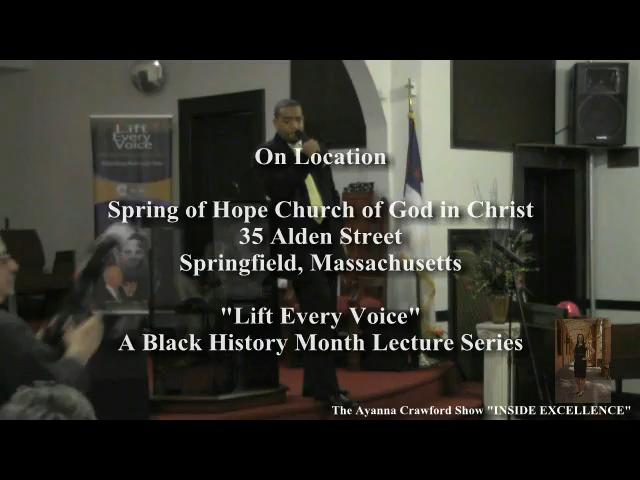 Lift
Every
Voice
On Location
Spring of Hope Church of God in Christ
35 Alden Street
Springfield, Massachusetts
"Lift Every Voice"
A Black History Month Lecture Series
The Ayanna Crawford Show "INSIDE EXCELLENCE"